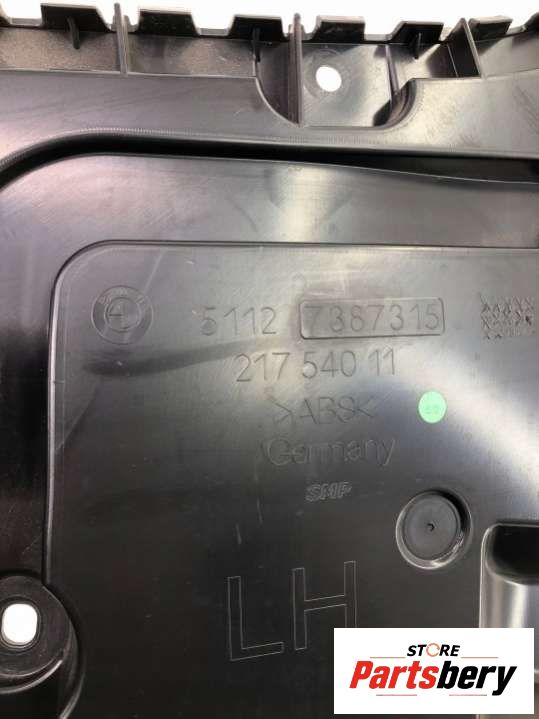 5112 7387315
217 540 11
>ABS<
Germany
SMP
LH
STORE
Partsbery